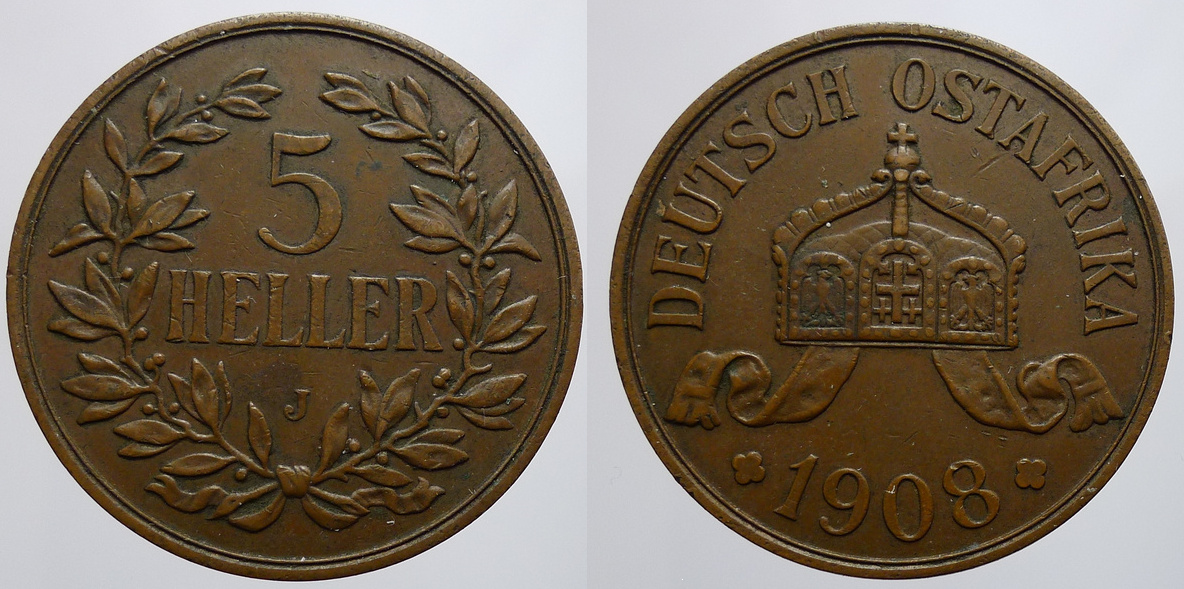 5
HELLER
J
DEUTSCH OSTAFRIKA
1908